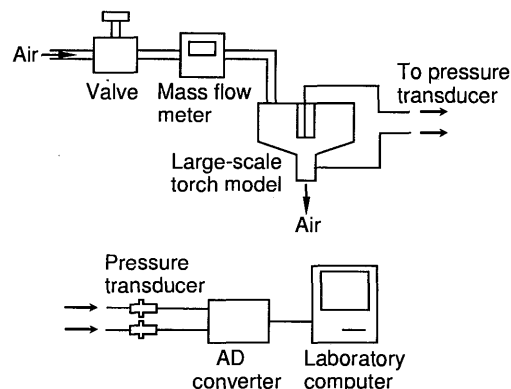 Air
Valve
Mass flow
meter
To pressure
transducer
Large-scale
torch model
Air
Pressure
transducer
AD
converter
Laboratory
computer